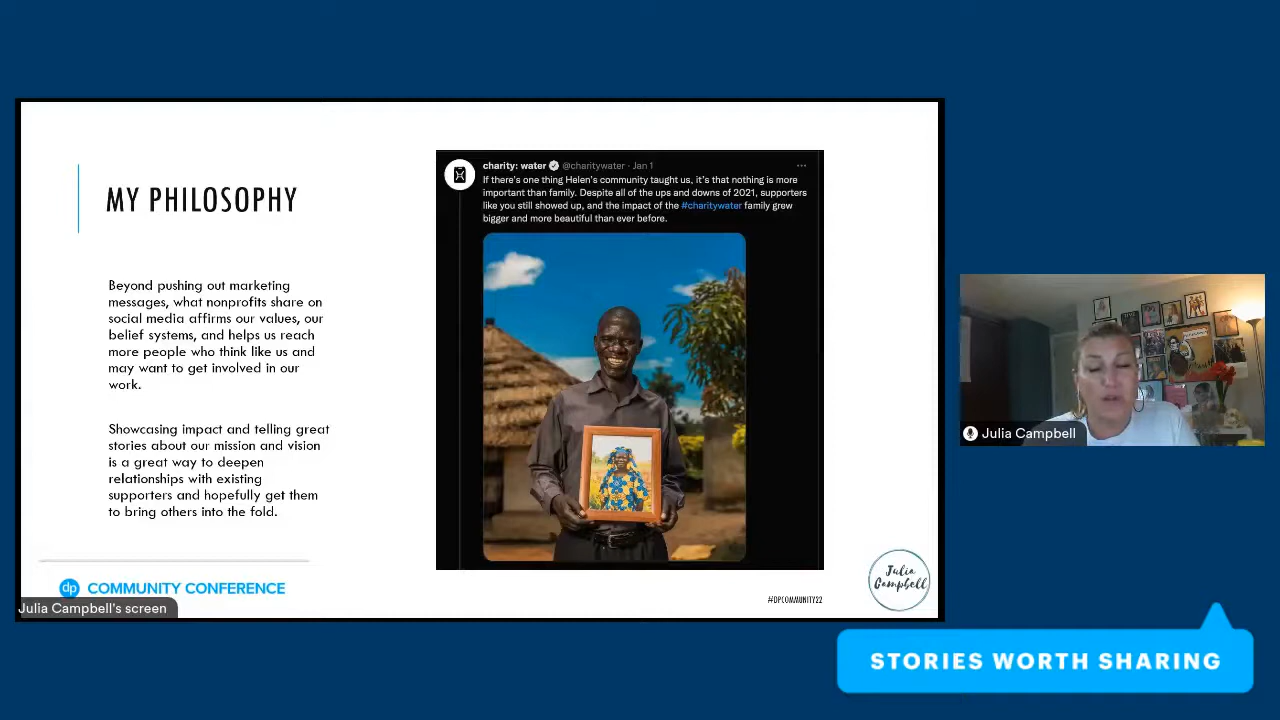 MY PHILOSOPHY
Beyond pushing out marketing
messages, what nonprofits share on
social media affirms our values, our
belief systems, and helps us reach
more people who think like us and
may want to get involved in our
work.
Showcasing impact and telling great
stories about our mission and vision
is a great way to deepen
relationships with existing
supporters and hopefully get them
to bring others into the fold.
charity: water @charitywater · Jan 1
If there's one thing Helen's community taught us, it's that nothing is more
important than family. Despite all of the ups and downs of 2021, supporters
like you still showed up, and the impact of the #charitywater family grew
bigger and more beautiful than ever before.
dp COMMUNITY CONFERENCE
Julia Campbell's screen
#DPCOMMUNITY22
Julia
Campbell
Julia Campbell
STORIES WORTH SHARING